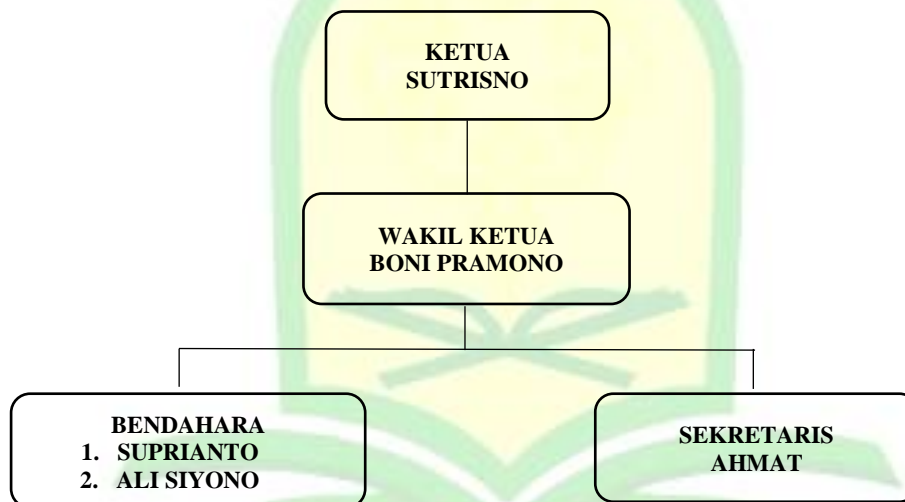 KETUA
SUTRISNO
WAKIL KETUA
BONI PRAMONO
BENDAHARA
1. SUPRIANTO
2. ALI SIYONO
SEKRETARIS
AHMAT